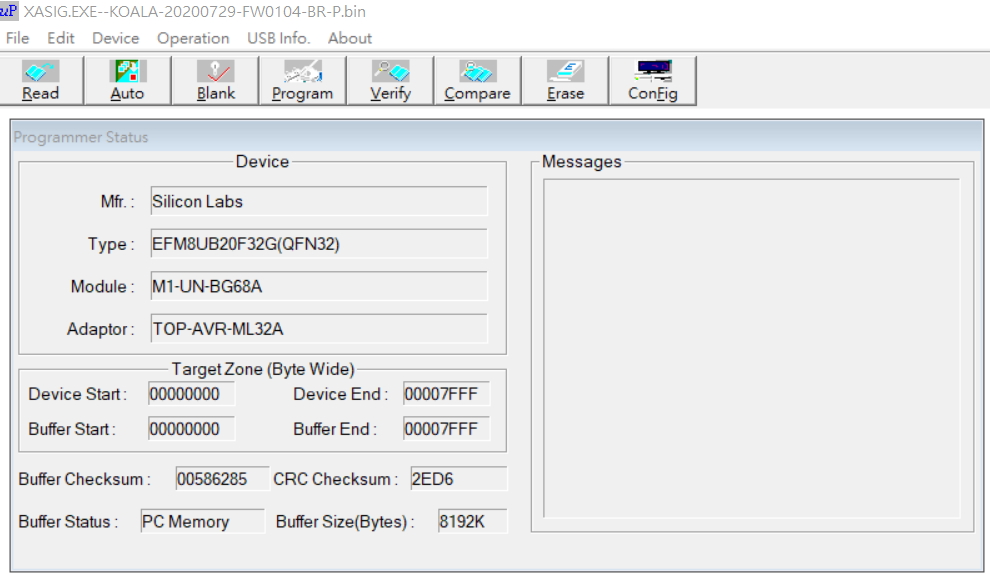 uP XASIG.EXE--KOALA-20200729-FW0104-BR-P.bin
File Edit Device Operation USB Info. About
Read Auto Blank Program Verify Compare Erase ConFig
Programmer Status
Device
Mfr. : Silicon Labs
Type : EFM8UB20F32G(QFN32)
Module : M1-UN-BG68A
Adaptor : TOP-AVR-ML32A
Target Zone (Byte Wide)
Device Start : 00000000 Device End : 00007FFF
Buffer Start : 00000000 Buffer End : 00007FFF
Buffer Checksum : 00586285 CRC Checksum : 2ED6
Buffer Status : PC Memory Buffer Size(Bytes) : 8192K
Messages